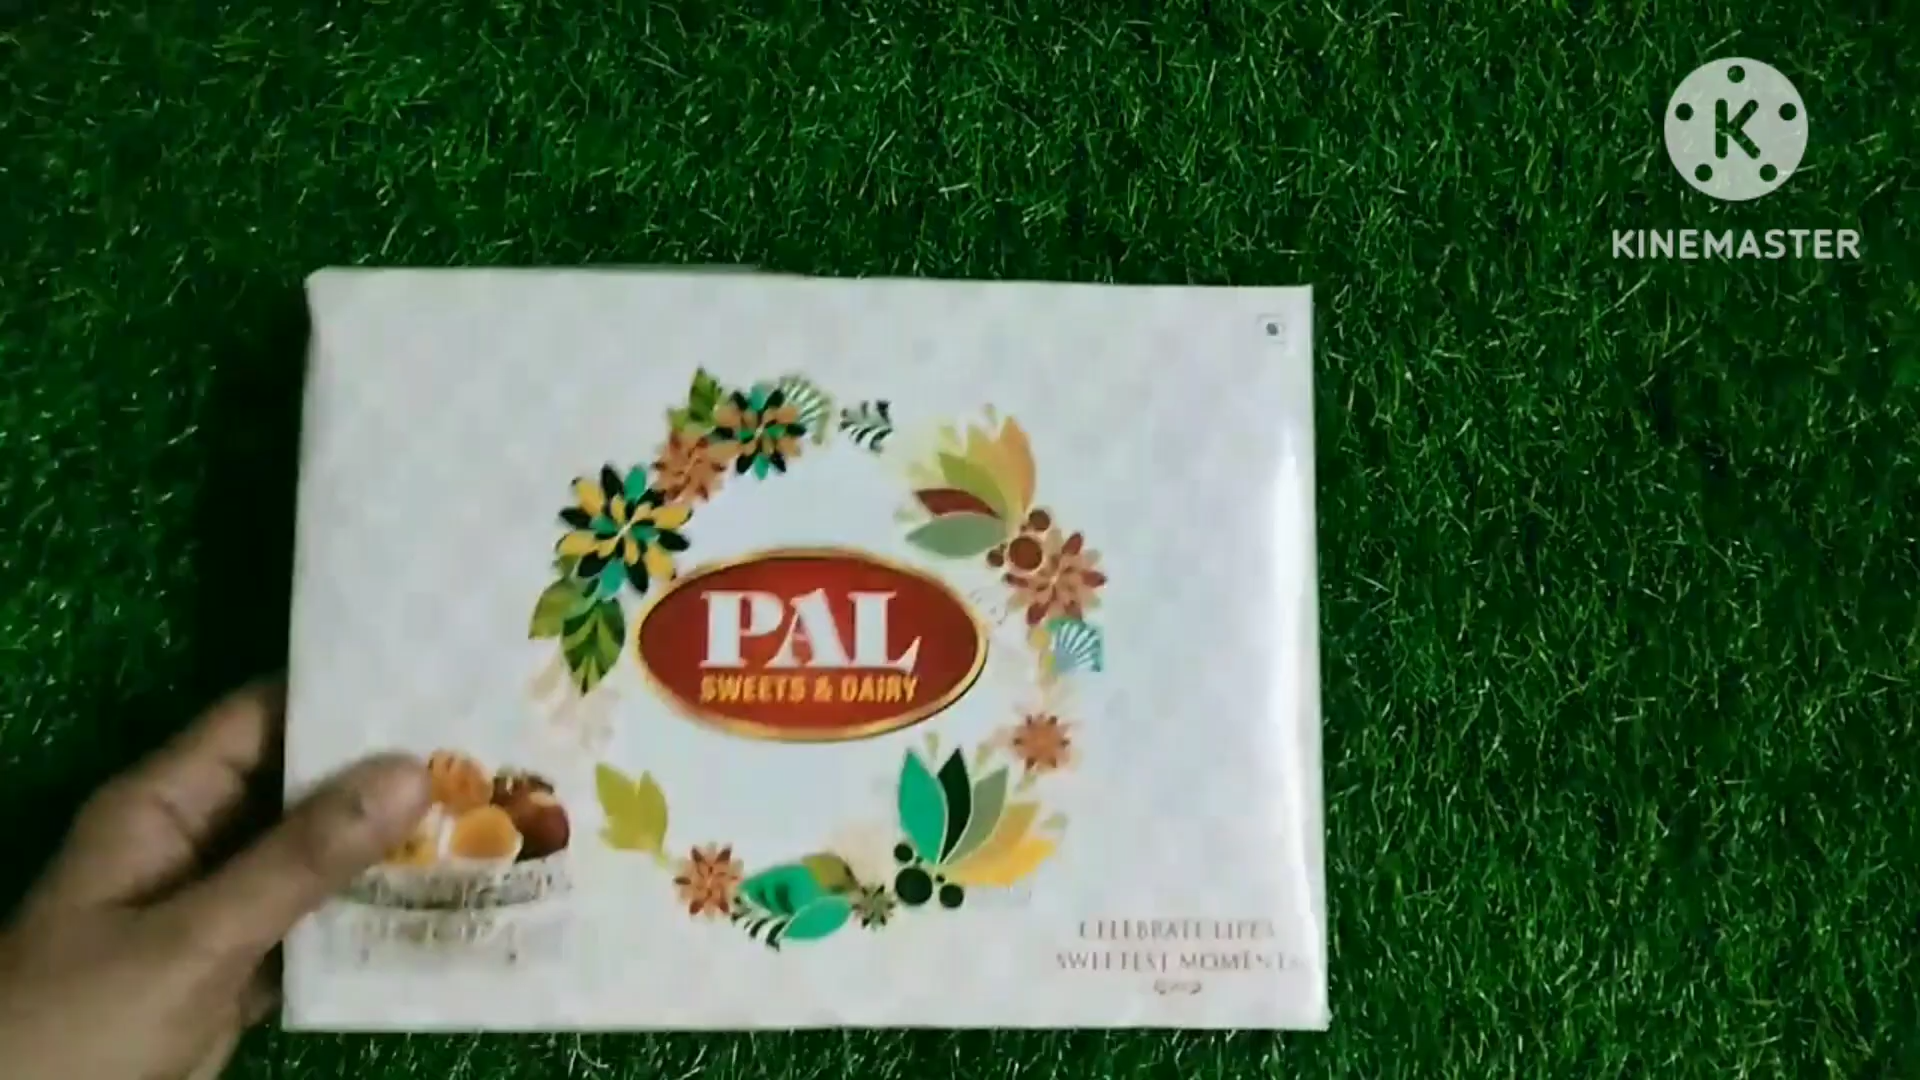 K
KINEMASTER
PAL
SWEETS & DAIRY
CELEBRATE LIFE'S
SWEETEST MOMENTS